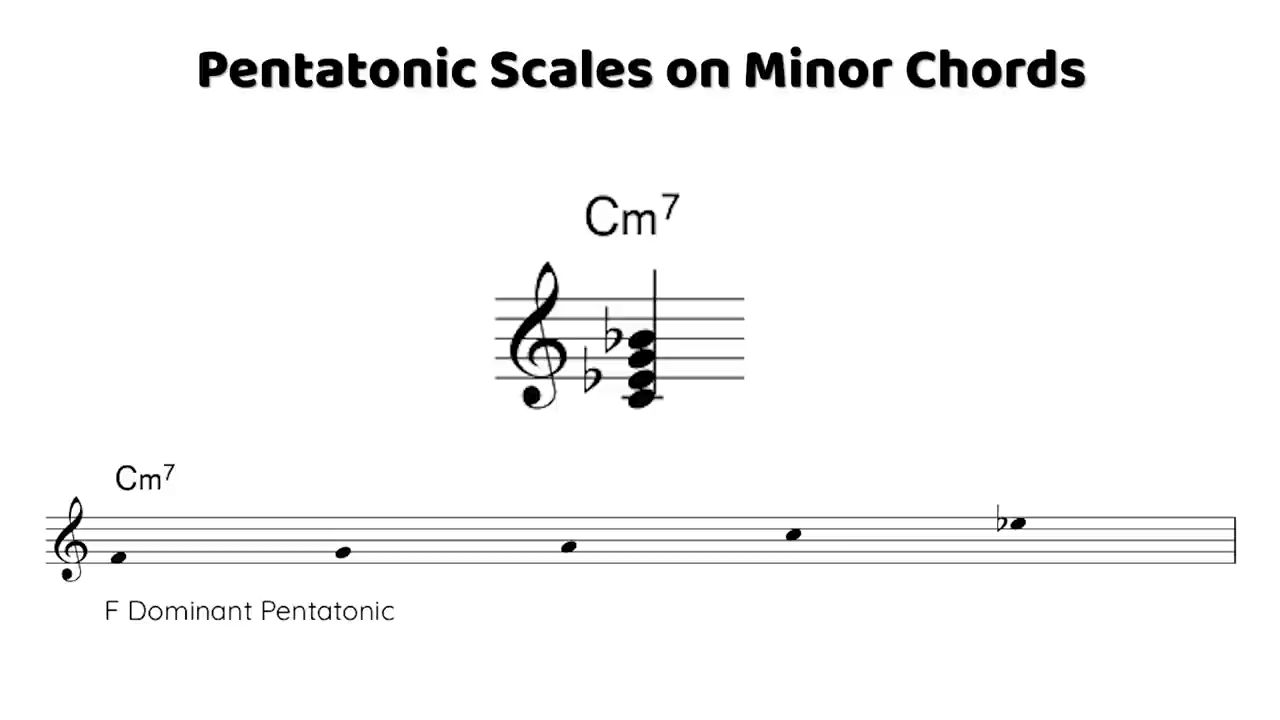 Pentatonic Scales on Minor Chords
Cm7
Cm7
F Dominant Pentatonic